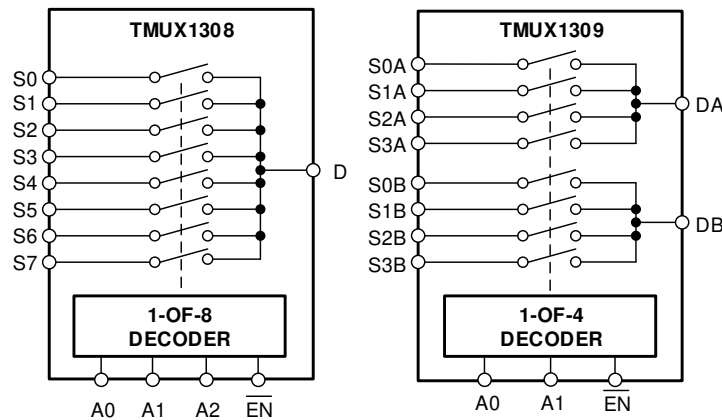 TMUX1308
S0
S1
S2
S3
S4
S5
S6
S7
D
1-OF-8
DECODER
A0 A1 A2 EN
TMUX1309
S0A
S1A
S2A
S3A
DA
S0B
S1B
S2B
S3B
DB
1-OF-4
DECODER
A0 A1 EN